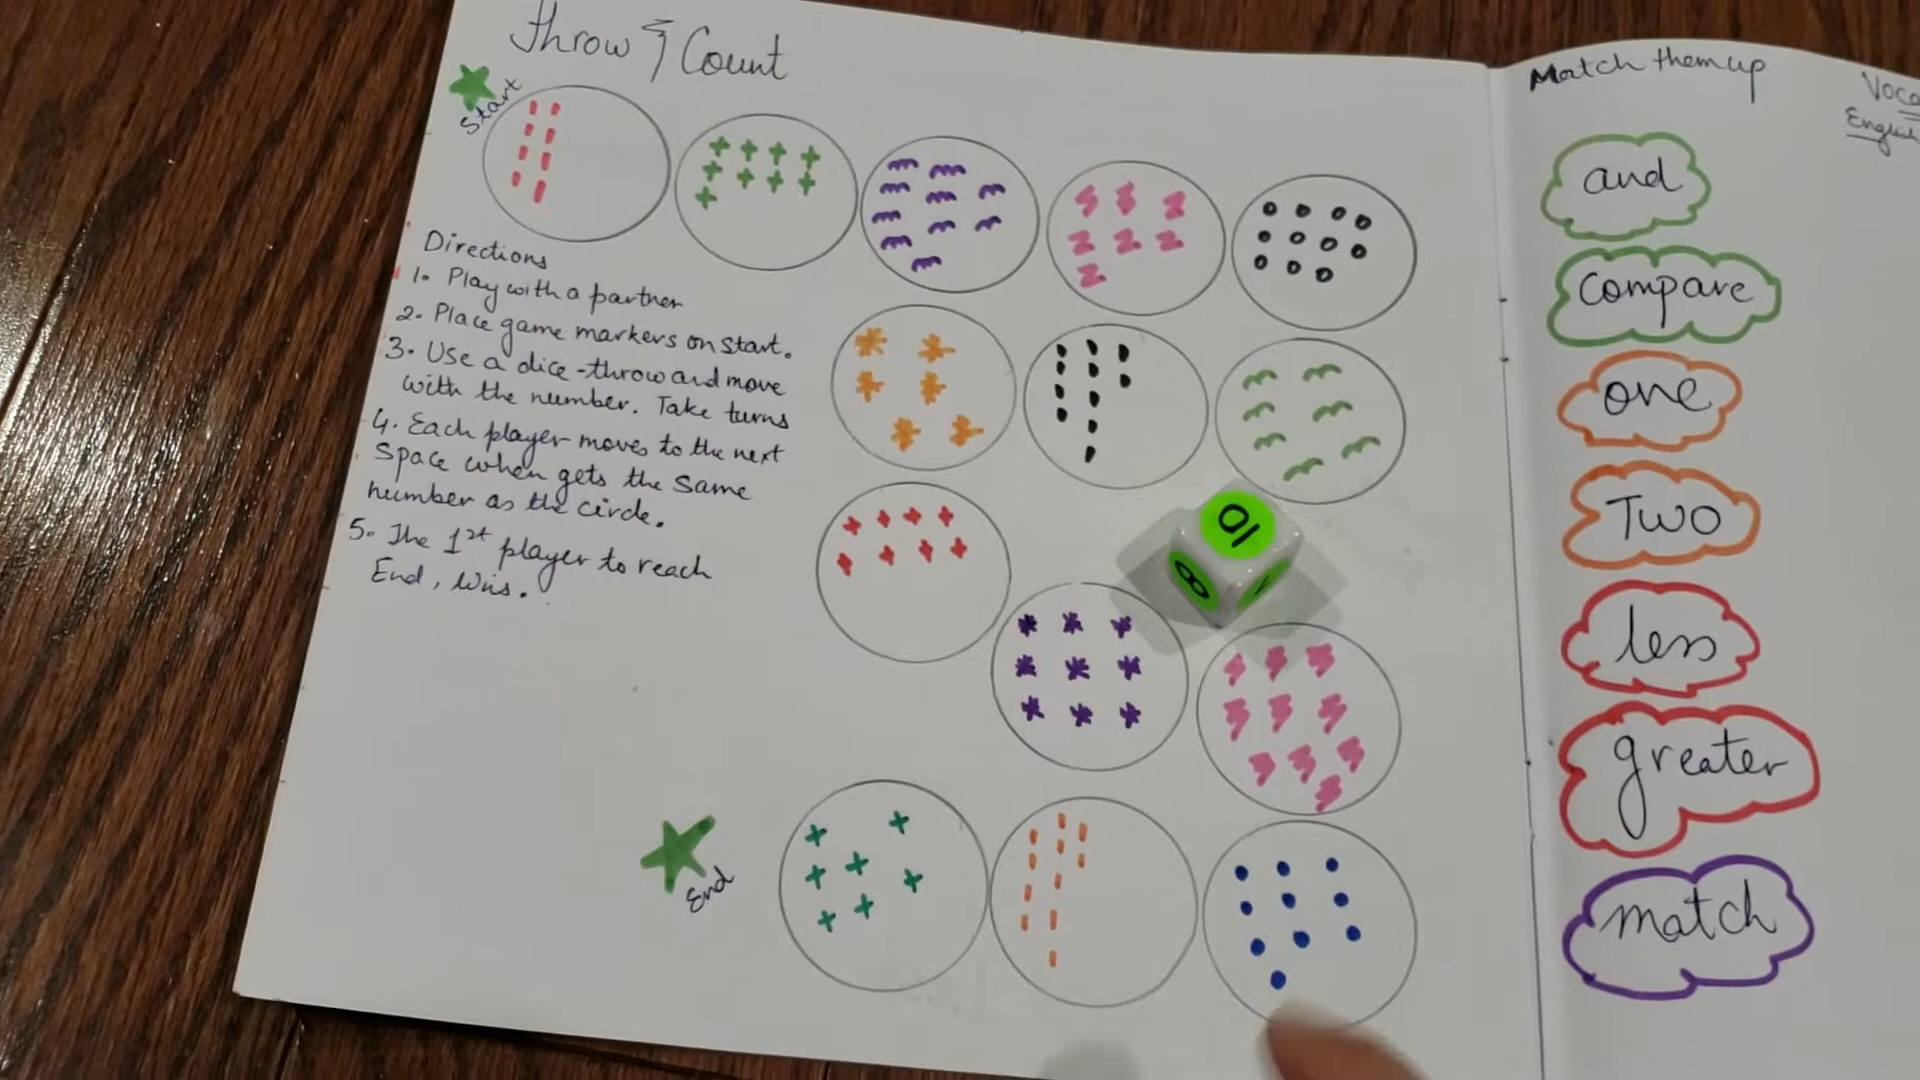 Throw & Count
Start
Directions
1. Play with a partner
2. Place game markers on start.
3. Use a dice - throw and move
with the number. Take turns
4. Each player moves to the next
Space when gets the same
number as the circle.
5. The 1st player to reach
End, Wins.
End
10
8
Match them up
and
Compare
one
Two
less
greater
match